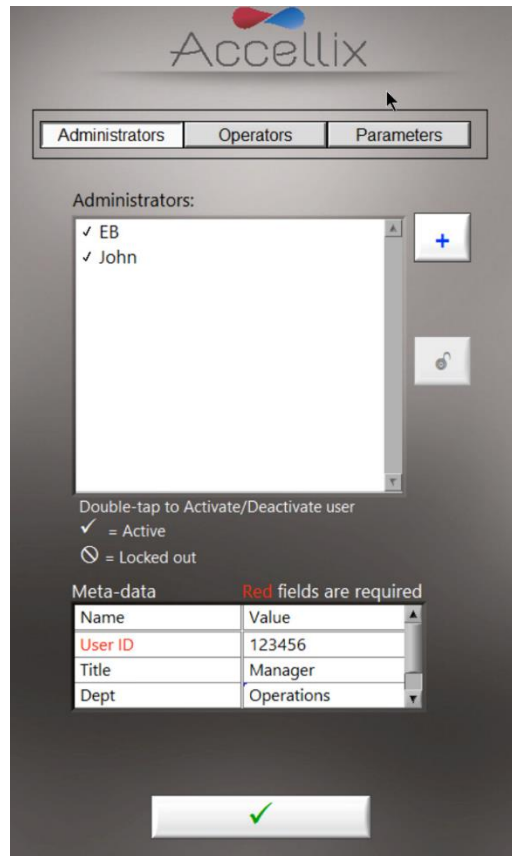 Accellix
Administrators Operators Parameters
Administrators:
✓ EB
✓ John
+
Double-tap to Activate/Deactivate user
✓ = Active
🛇 = Locked out
Meta-data Red fields are required
Name Value
User ID 123456
Title Manager
Dept Operations